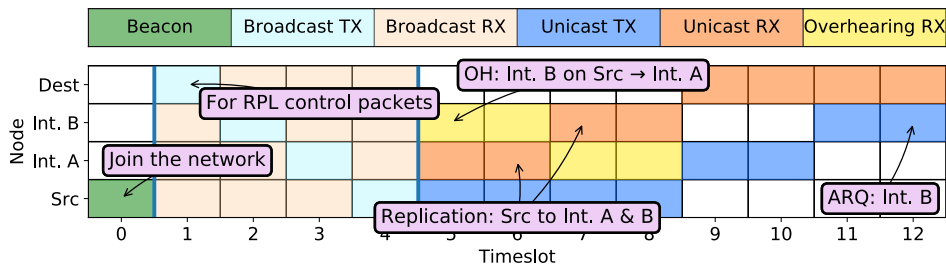 Beacon Broadcast TX Broadcast RX Unicast TX Unicast RX Overhearing RX
Dest
OH: Int. B on Src → Int. A
For RPL control packets
Int. B
Node
Join the network
Int. A
Src
ARQ: Int. B
Replication: Src to Int. A & B
0 1 2 3 4 5 6 7 8 9 10 11 12
Timeslot